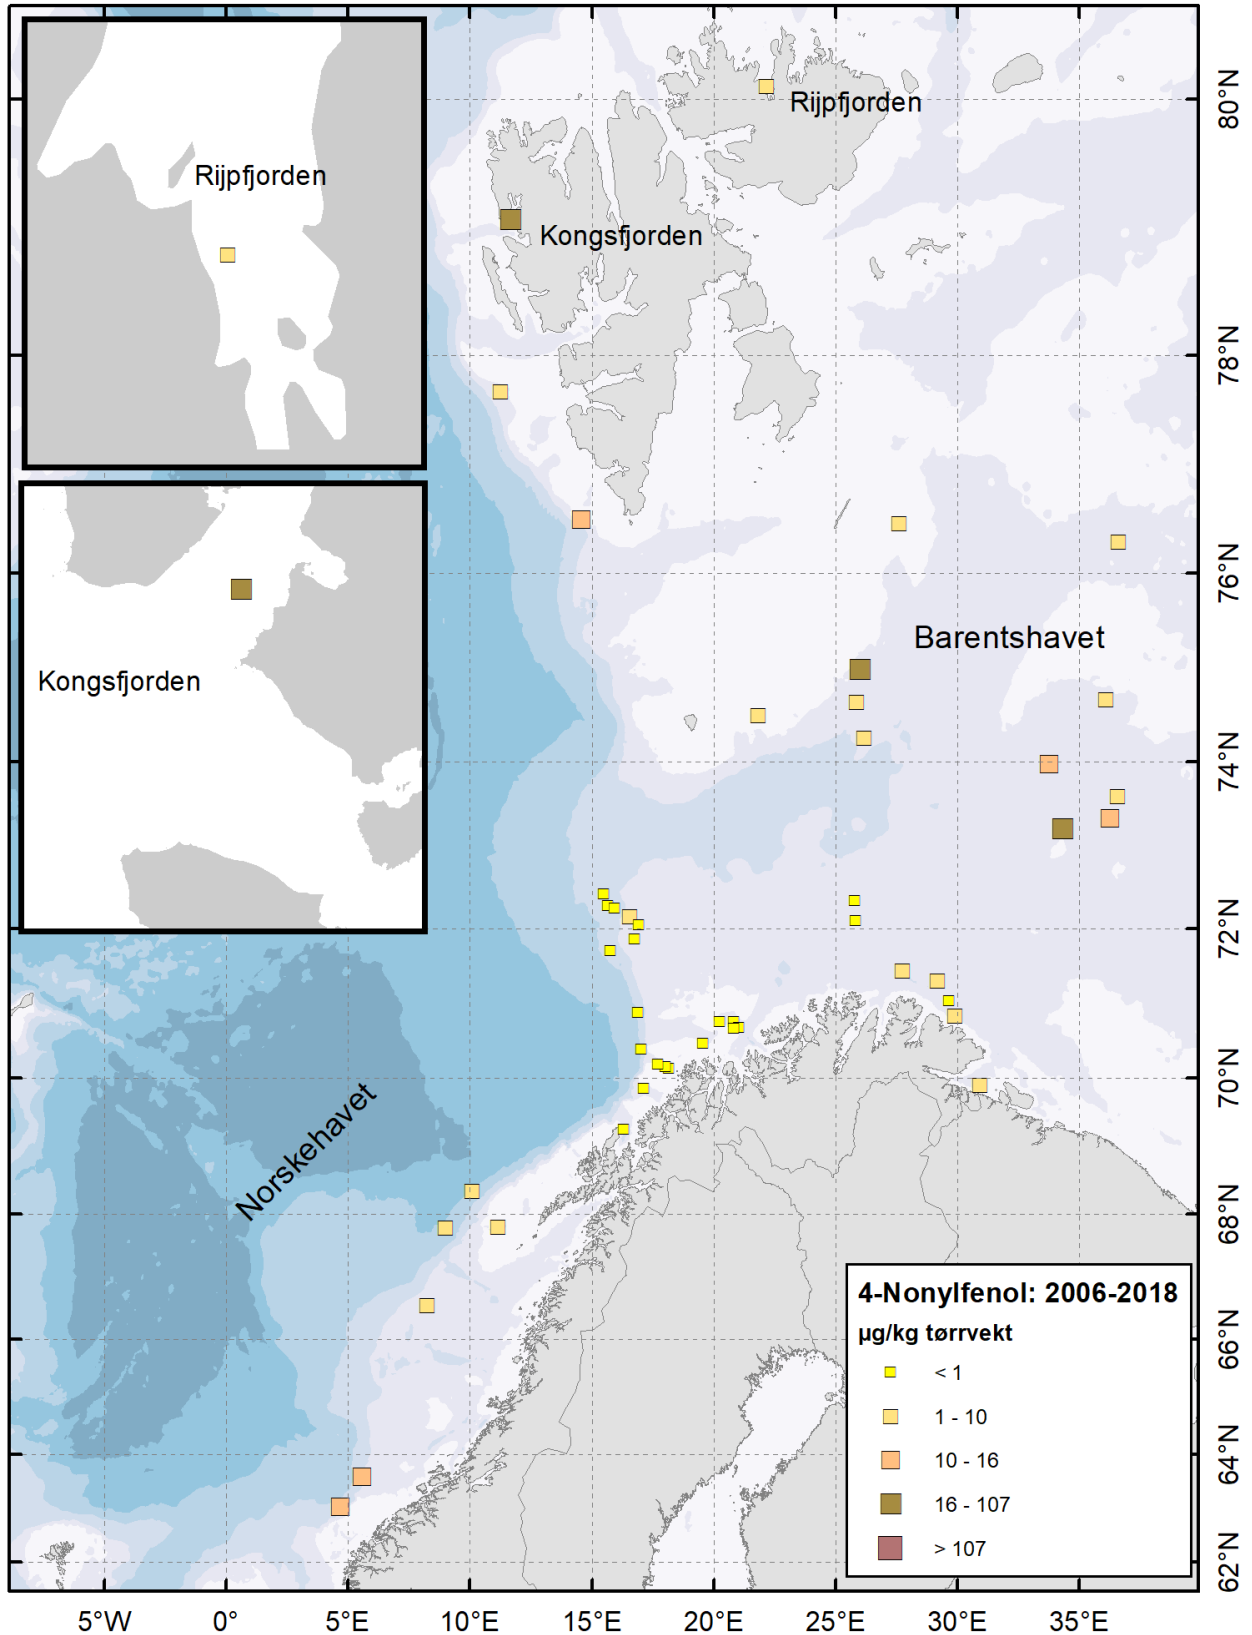 Rijpfjorden
Kongsfjorden
Rijpfjorden
Kongsfjorden
Barentshavet
Norskehavet
80°N
78°N
76°N
74°N
72°N
70°N
68°N
66°N
64°N
62°N
4-Nonylfenol: 2006-2018
µg/kg tørrvekt
< 1
1 - 10
10 - 16
16 - 107
> 107
5°W 0° 5°E 10°E 15°E 20°E 25°E 30°E 35°E